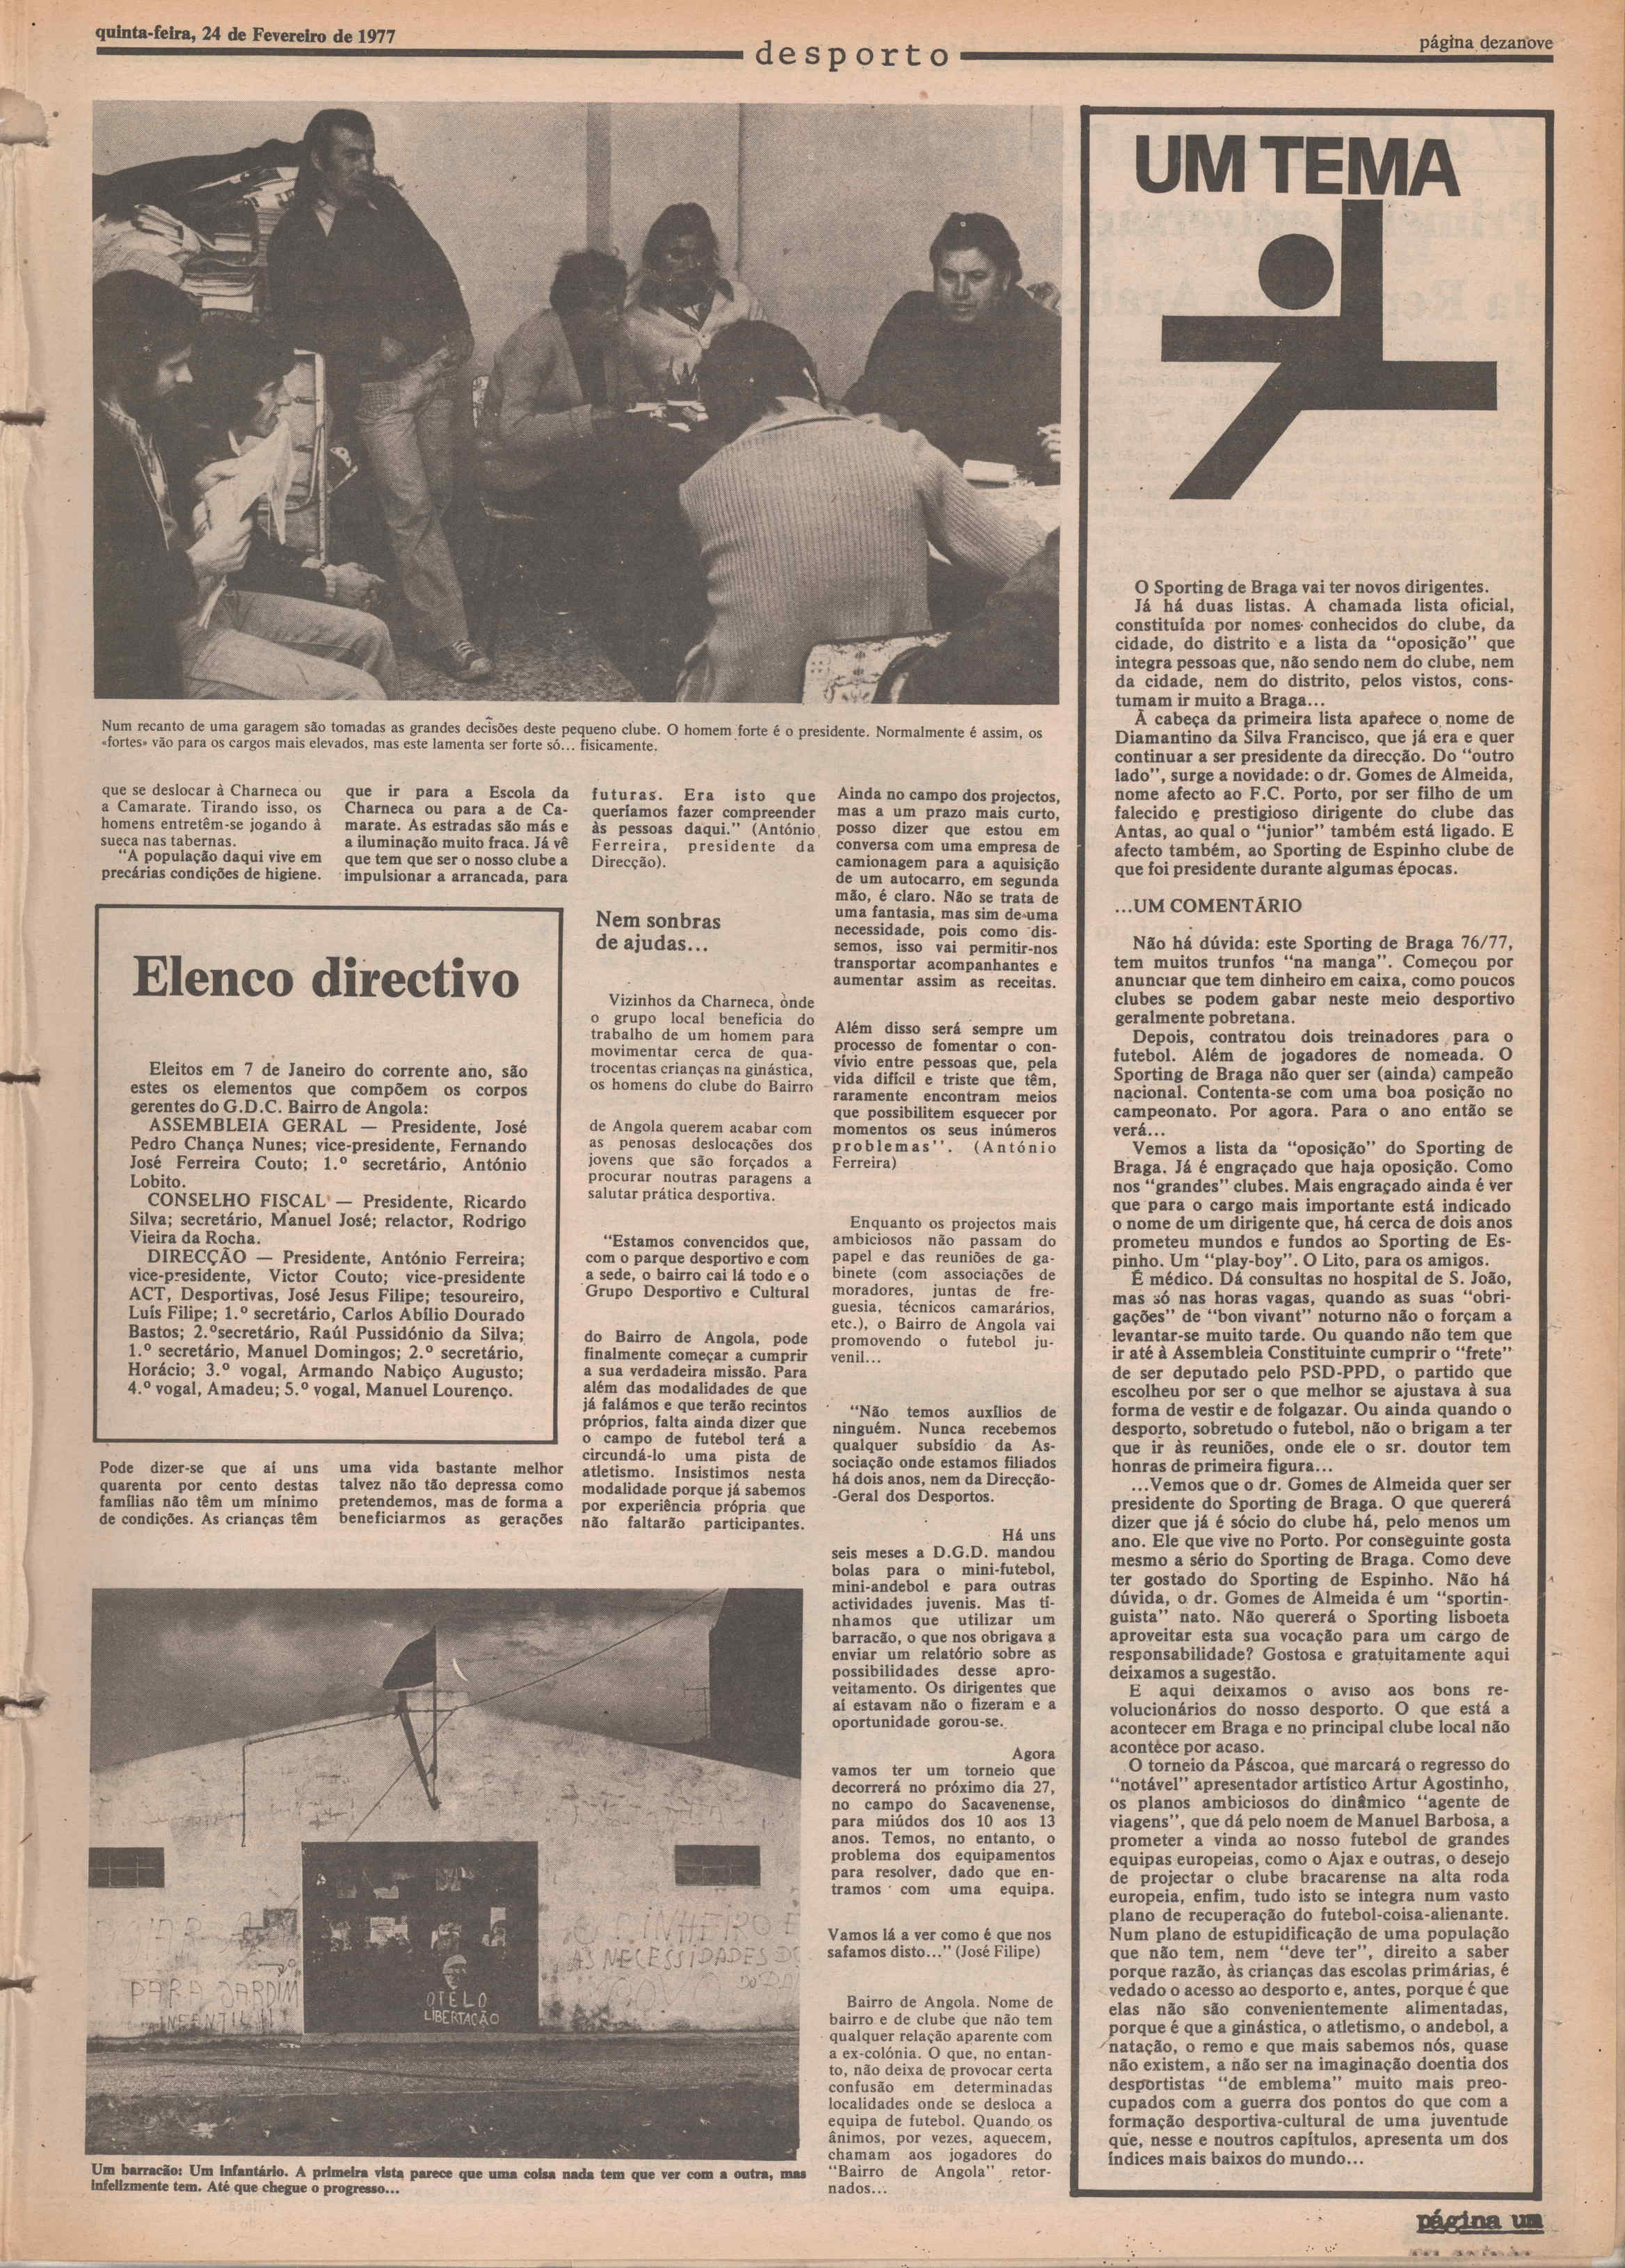 quinta-feira, 24 de Fevereiro de 1977
desporto
página dezanove
Num recanto de uma garagem são tomadas as grandes decisões deste pequeno clube. O homem forte é o presidente. Normalmente é assim, os
«fortes» vão para os cargos mais elevados, mas este lamenta ser forte só... fisicamente.
que se deslocar à Charneca ou
a Camarate. Tirando isso, os
homens entretêm-se jogando à
sueca nas tabernas.
"A população daqui vive em
precárias condições de higiene.
que ir para a Escola da
Charneca ou para a de Ca-
marate. As estradas são más e
a iluminação muito fraca. Já vê
que tem que ser o nosso clube a
impulsionar a arrancada, para
Elenco directivo
Eleitos em 7 de Janeiro do corrente ano, são
estes os elementos que compõem os corpos
gerentes do G.D.C. Bairro de Angola:
ASSEMBLEIA GERAL — Presidente, José
Pedro Chança Nunes; vice-presidente, Fernando
José Ferreira Couto; 1.º secretário, António
Lobito.
CONSELHO FISCAL — Presidente, Ricardo
Silva; secretário, Manuel José; relactor, Rodrigo
Vieira da Rocha.
DIRECÇÃO — Presidente, António Ferreira;
vice-presidente, Victor Couto; vice-presidente
ACT, Desportivas, José Jesus Filipe; tesoureiro,
Luís Filipe; 1.º secretário, Carlos Abílio Dourado
Bastos; 2.ºsecretário, Raúl Pussidónio da Silva;
1.º secretário, Manuel Domingos; 2.º secretário,
Horácio; 3.º vogal, Armando Nabiço Augusto;
4.º vogal, Amadeu; 5.º vogal, Manuel Lourenço.
Pode dizer-se que aí uns
quarenta por cento destas
famílias não têm um mínimo
de condições. As crianças têm
uma vida bastante melhor
talvez não tão depressa como
pretendemos, mas de forma a
beneficiarmos as gerações
futuras. Era isto que
queríamos fazer compreender
às pessoas daqui." (António
Ferreira, presidente da
Direcção).
Nem sonbras
de ajudas...
Vizinhos da Charneca, onde
o grupo local beneficia do
trabalho de um homem para
movimentar cerca de qua-
trocentas crianças na ginástica,
os homens do clube do Bairro
de Angola querem acabar com
as penosas deslocações dos
jovens que são forçados a
procurar noutras paragens a
salutar prática desportiva.
"Estamos convencidos que,
com o parque desportivo e com
a sede, o bairro cai lá todo e o
Grupo Desportivo e Cultural
do Bairro de Angola, pode
finalmente começar a cumprir
a sua verdadeira missão. Para
além das modalidades de que
já falámos e que terão recintos
próprios, falta ainda dizer que
o campo de futebol terá a
circundá-lo uma pista de
atletismo. Insistimos nesta
modalidade porque já sabemos
por experiência própria que
não faltarão participantes.
Ainda no campo dos projectos,
mas a um prazo mais curto,
posso dizer que estou em
conversa com uma empresa de
camionagem para a aquisição
de um autocarro, em segunda
mão, é claro. Não se trata de
uma fantasia, mas sim de uma
necessidade, pois como dis-
semos, isso vai permitir-nos
transportar acompanhantes e
aumentar assim as receitas.
Além disso será sempre um
processo de fomentar o con-
vívio entre pessoas que, pela
vida difícil e triste que têm,
raramente encontram meios
que possibilitem esquecer por
momentos os seus inúmeros
problemas". (António
Ferreira)
Enquanto os projectos mais
ambiciosos não passam do
papel e das reuniões de ga-
binete (com associações de
moradores, juntas de fre-
guesia, técnicos camarários,
etc.), o Bairro de Angola vai
promovendo o futebol ju-
venil...
"Não temos auxílios de
ninguém. Nunca recebemos
qualquer subsídio da As-
sociação onde estamos filiados
há dois anos, nem da Direcção-
-Geral dos Desportos.
Há uns
seis meses a D.G.D. mandou
bolas para o mini-futebol,
mini-andebol e para outras
actividades juvenis. Mas tí-
nhamos que utilizar um
barracão, o que nos obrigava a
enviar um relatório sobre as
possibilidades desse apro-
veitamento. Os dirigentes que
aí estavam não o fizeram e a
oportunidade gorou-se.
Agora
vamos ter um torneio que
decorrerá no próximo dia 27,
no campo do Sacavenense,
para miúdos dos 10 aos 13
anos. Temos, no entanto, o
problema dos equipamentos
para resolver, dado que en-
tramos com uma equipa.
Vamos lá a ver como é que nos
safamos disto..." (José Filipe)
Bairro de Angola. Nome de
bairro e de clube que não tem
qualquer relação aparente com
a ex-colónia. O que, no entan-
to, não deixa de provocar certa
confusão em determinadas
localidades onde se desloca a
equipa de futebol. Quando os
ânimos, por vezes, aquecem,
chamam aos jogadores do
"Bairro de Angola" retor-
nados...
PARA JARDIM
INFANTIL
OTELO
LIBERTAÇÃO
O DINHEIRO E
AS NECESSIDADES DO
Um barracão: Um infantário. A primeira vista parece que uma coisa nada tem que ver com a outra, mas
infelizmente tem. Até que chegue o progresso...
UM TEMA
O Sporting de Braga vai ter novos dirigentes.
Já há duas listas. A chamada lista oficial,
constituída por nomes conhecidos do clube, da
cidade, do distrito e a lista da "oposição" que
integra pessoas que, não sendo nem do clube, nem
da cidade, nem do distrito, pelos vistos, cons-
tumam ir muito a Braga...
À cabeça da primeira lista aparece o nome de
Diamantino da Silva Francisco, que já era e quer
continuar a ser presidente da direcção. Do "outro
lado", surge a novidade: o dr. Gomes de Almeida,
nome afecto ao F.C. Porto, por ser filho de um
falecido e prestigioso dirigente do clube das
Antas, ao qual o "junior" também está ligado. E
afecto também, ao Sporting de Espinho clube de
que foi presidente durante algumas épocas.
...UM COMENTÁRIO
Não há dúvida: este Sporting de Braga 76/77,
tem muitos trunfos "na manga". Começou por
anunciar que tem dinheiro em caixa, como poucos
clubes se podem gabar neste meio desportivo
geralmente pobretana.
Depois, contratou dois treinadores para o
futebol. Além de jogadores de nomeada. O
Sporting de Braga não quer ser (ainda) campeão
nacional. Contenta-se com uma boa posição no
campeonato. Por agora. Para o ano então se
verá...
Vemos a lista da "oposição" do Sporting de
Braga. Já é engraçado que haja oposição. Como
nos "grandes" clubes. Mais engraçado ainda é ver
que para o cargo mais importante está indicado
o nome de um dirigente que, há cerca de dois anos
prometeu mundos e fundos ao Sporting de Es-
pinho. Um "play-boy". O Lito, para os amigos.
É médico. Dá consultas no hospital de S. João,
mas só nas horas vagas, quando as suas "obri-
gações" de "bon vivant" noturno não o forçam a
levantar-se muito tarde. Ou quando não tem que
ir até à Assembleia Constituinte cumprir o "frete"
de ser deputado pelo PSD-PPD, o partido que
escolheu por ser o que melhor se ajustava à sua
forma de vestir e de folgazar. Ou ainda quando o
desporto, sobretudo o futebol, não o brigam a ter
que ir às reuniões, onde ele o sr. doutor tem
honras de primeira figura...
...Vemos que o dr. Gomes de Almeida quer ser
presidente do Sporting de Braga. O que quererá
dizer que já é sócio do clube há, pelo menos um
ano. Ele que vive no Porto. Por conseguinte gosta
mesmo a sério do Sporting de Braga. Como deve
ter gostado do Sporting de Espinho. Não há
dúvida, o dr. Gomes de Almeida é um "sportin-
guista" nato. Não quererá o Sporting lisboeta
aproveitar esta sua vocação para um cargo de
responsabilidade? Gostosa e gratuitamente aqui
deixamos a sugestão.
E aqui deixamos o aviso aos bons re-
volucionários do nosso desporto. O que está a
acontecer em Braga e no principal clube local não
acontece por acaso.
O torneio da Páscoa, que marcará o regresso do
"notável" apresentador artístico Artur Agostinho,
os planos ambiciosos do dinâmico "agente de
viagens", que dá pelo noem de Manuel Barbosa, a
prometer a vinda ao nosso futebol de grandes
equipas europeias, como o Ajax e outras, o desejo
de projectar o clube bracarense na alta roda
europeia, enfim, tudo isto se integra num vasto
plano de recuperação do futebol-coisa-alienante.
Num plano de estupidificação de uma população
que não tem, nem "deve ter", direito a saber
porque razão, às crianças das escolas primárias, é
vedado o acesso ao desporto e, antes, porque é que
elas não são convenientemente alimentadas,
porque é que a ginástica, o atletismo, o andebol, a
natação, o remo e que mais sabemos nós, quase
não existem, a não ser na imaginação doentia dos
desportistas "de emblema" muito mais preo-
cupados com a guerra dos pontos do que com a
formação desportiva-cultural de uma juventude
que, nesse e noutros capítulos, apresenta um dos
índices mais baixos do mundo...
página um